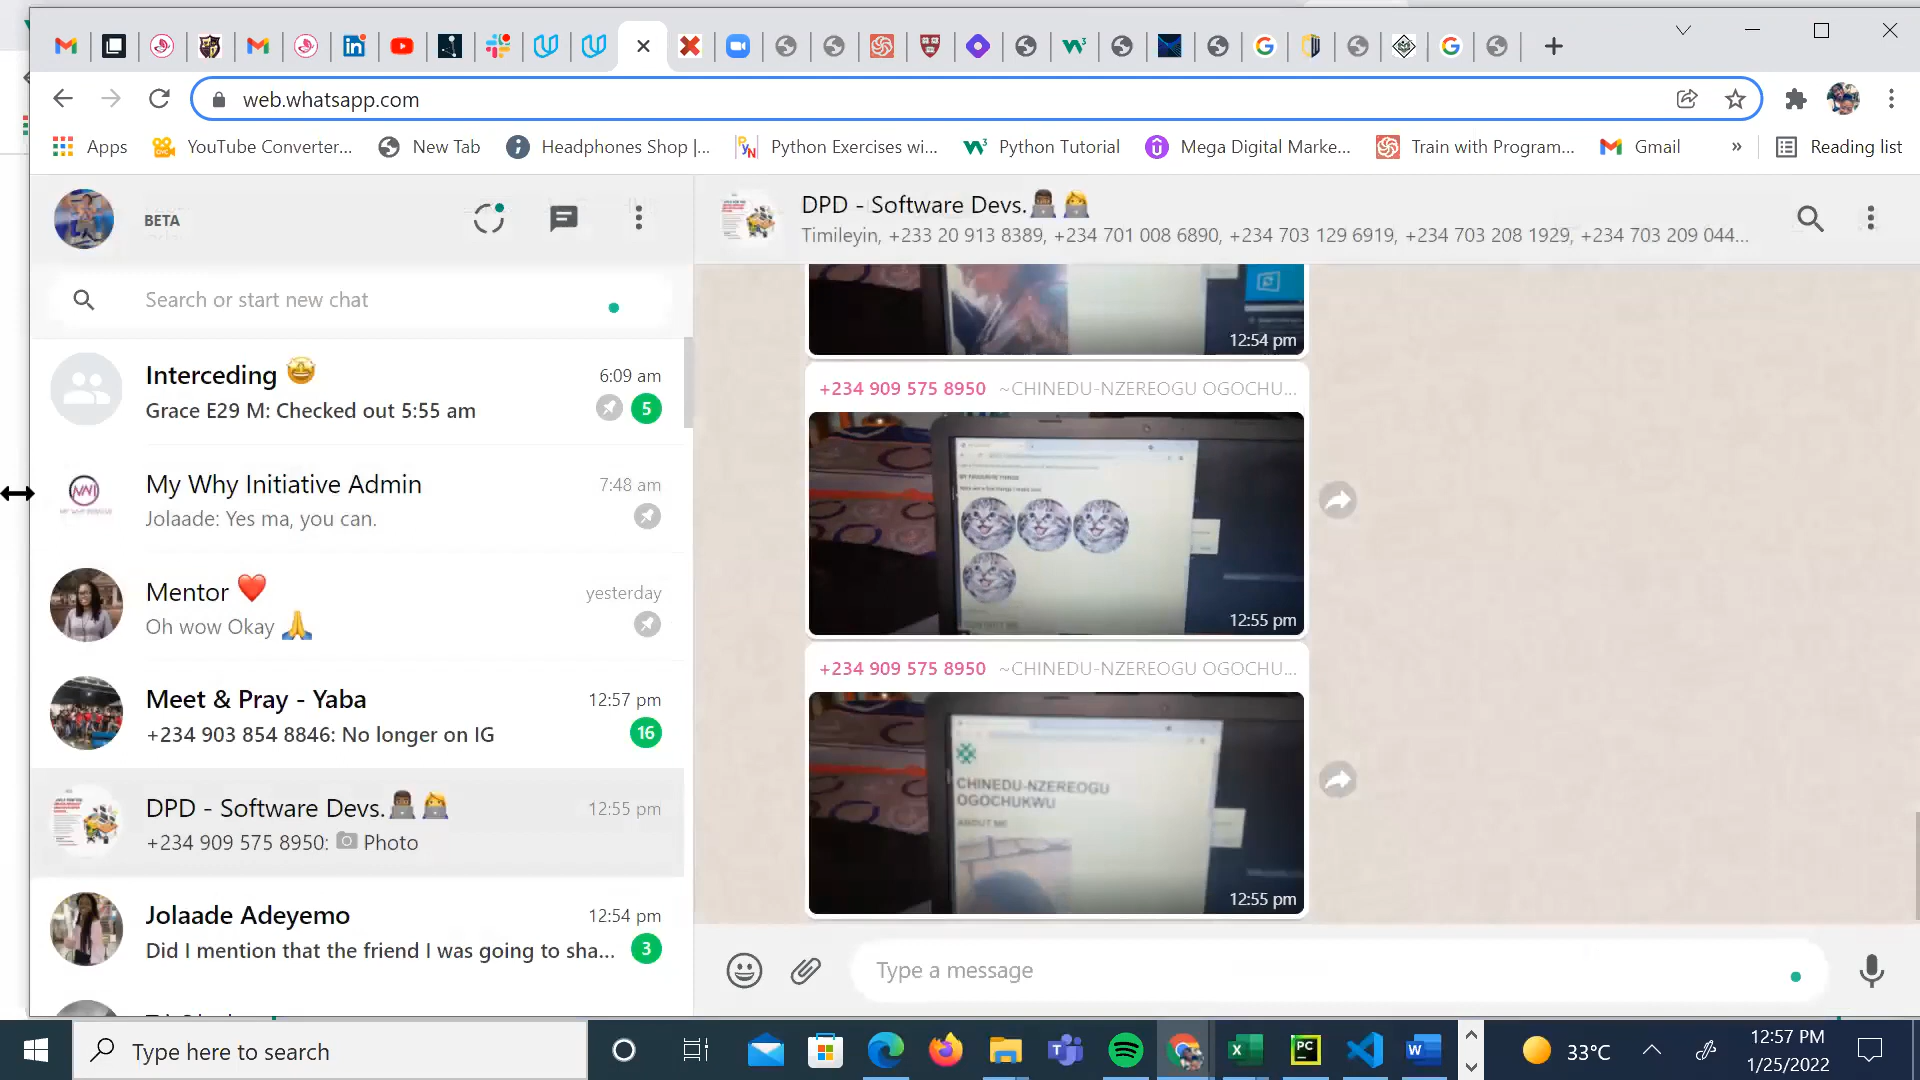 web.whatsapp.com
Apps
YouTube Converter...
New Tab
Headphones Shop |...
Python Exercises wi...
Python Tutorial
Mega Digital Marke...
Train with Program...
Gmail
»
Reading list
BETA
Search or start new chat
Interceding 🤩
6:09 am
Grace E29 M: Checked out 5:55 am
5
My Why Initiative Admin
7:48 am
Jolaade: Yes ma, you can.
Mentor ❤️
yesterday
Oh wow Okay 🙏
Meet & Pray - Yaba
12:57 pm
+234 903 854 8846: No longer on IG
16
DPD - Software Devs.👨🏾‍💻👩‍💻
12:55 pm
+234 909 575 8950: 📷 Photo
Jolaade Adeyemo
12:54 pm
Did I mention that the friend I was going to sha...
3
DPD - Software Devs.👨🏾‍💻👩‍💻
Timileyin, +233 20 913 8389, +234 701 008 6890, +234 703 129 6919, +234 703 208 1929, +234 703 209 044...
12:54 pm
+234 909 575 8950 ~CHINEDU-NZEREOGU OGOCHU...
MY FAVOURITE THINGS
12:55 pm
+234 909 575 8950 ~CHINEDU-NZEREOGU OGOCHU...
CHINEDU-NZEREOGU
OGOCHUKWU
ABOUT ME
12:55 pm
Type a message
Type here to search
33°C
12:57 PM
1/25/2022